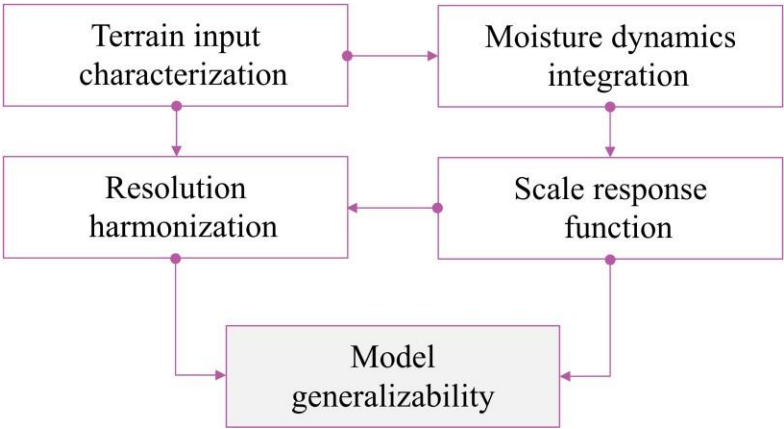 Terrain input
characterization
Moisture dynamics
integration
Resolution
harmonization
Scale response
function
Model
generalizability